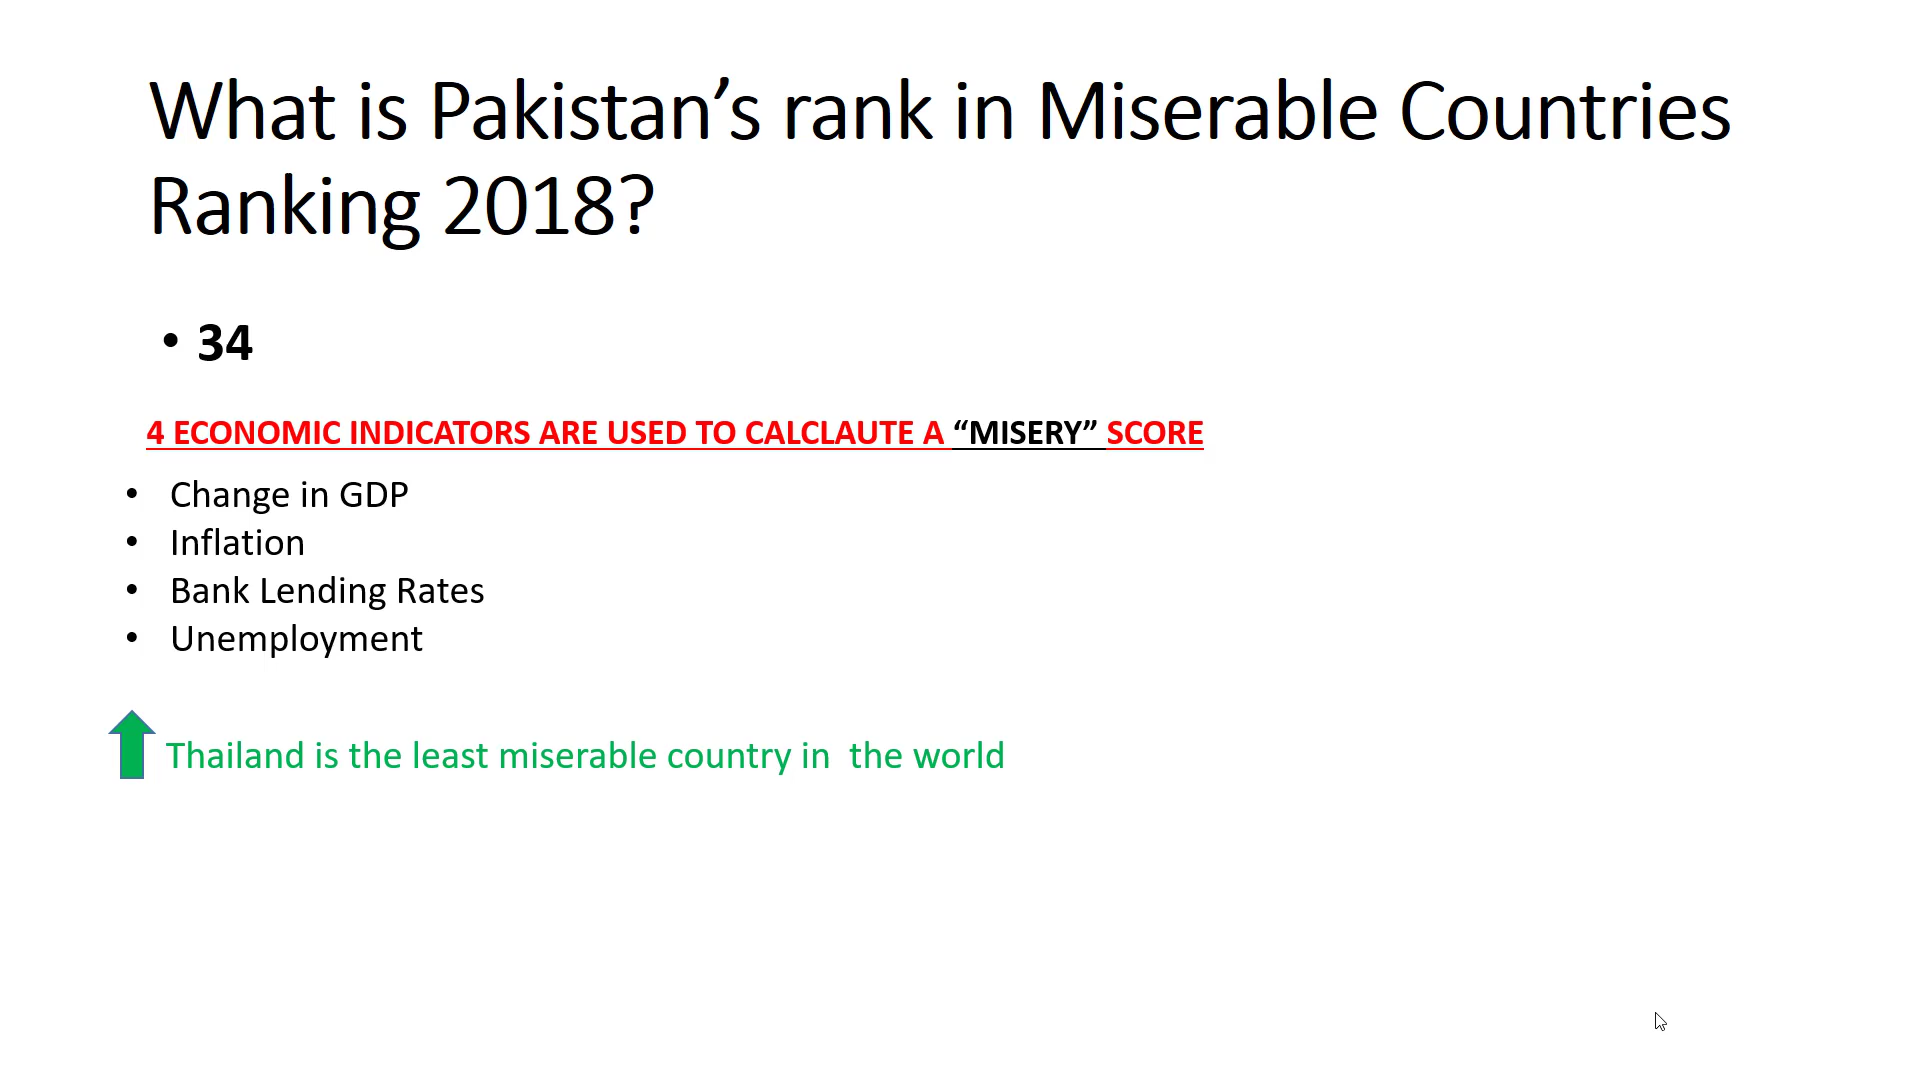 What is Pakistan’s rank in Miserable Countries
Ranking 2018?
• 34
4 ECONOMIC INDICATORS ARE USED TO CALCLAUTE A “MISERY” SCORE
• Change in GDP
• Inflation
• Bank Lending Rates
• Unemployment
Thailand is the least miserable country in  the world